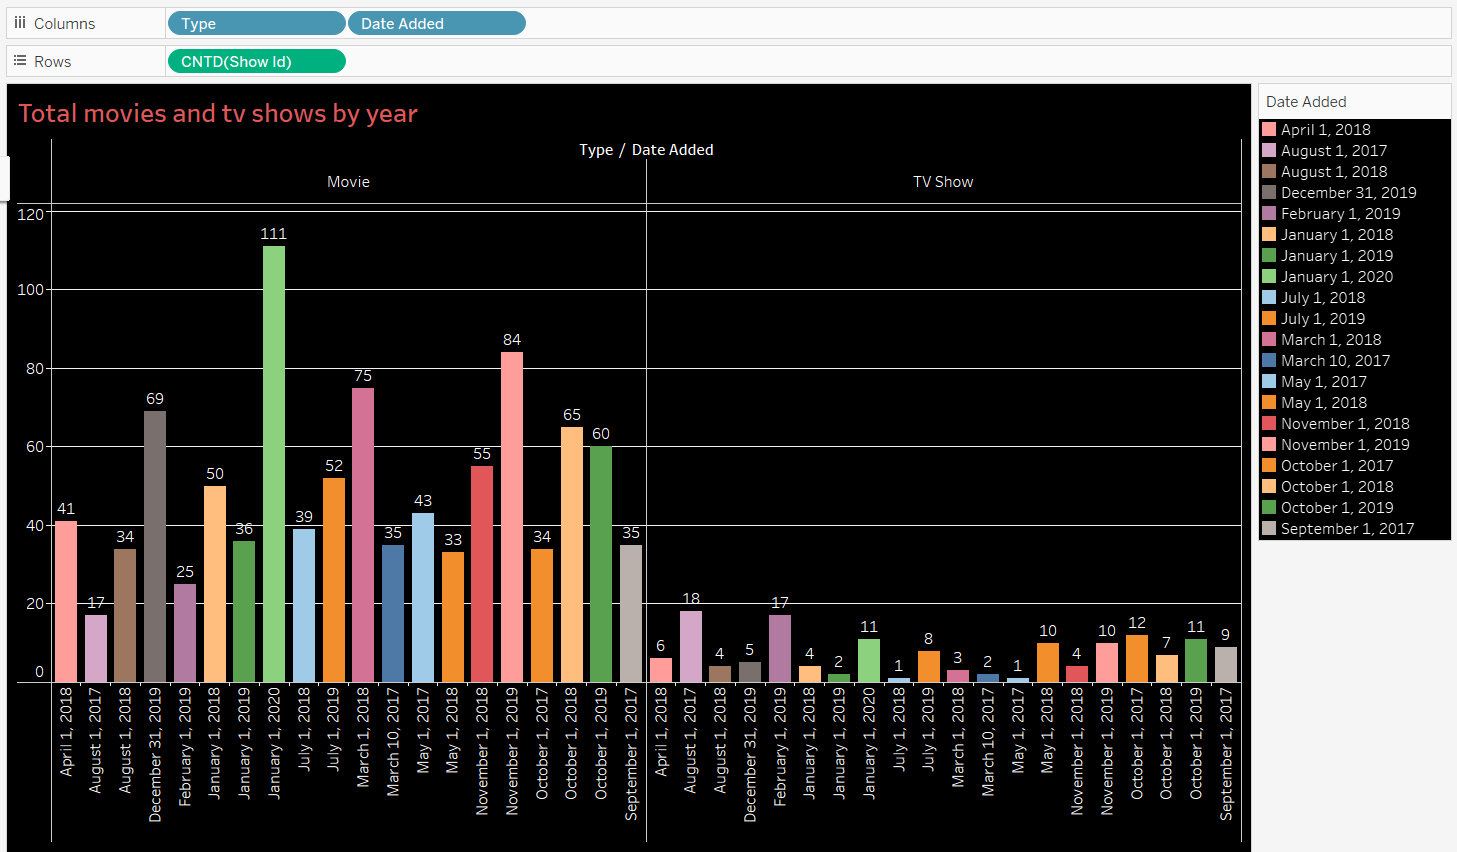 Columns
Type
Date Added
Rows
CNTD(Show Id)
Total movies and tv shows by year
Type / Date Added
Movie
TV Show
120
100
80
60
40
20
0
41
17
34
69
25
50
36
111
39
52
75
35
43
33
55
84
34
65
60
35
6
18
4
5
17
4
2
11
1
8
3
2
1
10
4
10
12
7
11
9
April 1, 2018
August 1, 2017
August 1, 2018
December 31, 2019
February 1, 2019
January 1, 2018
January 1, 2019
January 1, 2020
July 1, 2018
July 1, 2019
March 1, 2018
March 10, 2017
May 1, 2017
May 1, 2018
November 1, 2018
November 1, 2019
October 1, 2017
October 1, 2018
October 1, 2019
September 1, 2017
April 1, 2018
August 1, 2017
August 1, 2018
December 31, 2019
February 1, 2019
January 1, 2018
January 1, 2019
January 1, 2020
July 1, 2018
July 1, 2019
March 1, 2018
March 10, 2017
May 1, 2017
May 1, 2018
November 1, 2018
November 1, 2019
October 1, 2017
October 1, 2018
October 1, 2019
September 1, 2017
Date Added
April 1, 2018
August 1, 2017
August 1, 2018
December 31, 2019
February 1, 2019
January 1, 2018
January 1, 2019
January 1, 2020
July 1, 2018
July 1, 2019
March 1, 2018
March 10, 2017
May 1, 2017
May 1, 2018
November 1, 2018
November 1, 2019
October 1, 2017
October 1, 2018
October 1, 2019
September 1, 2017